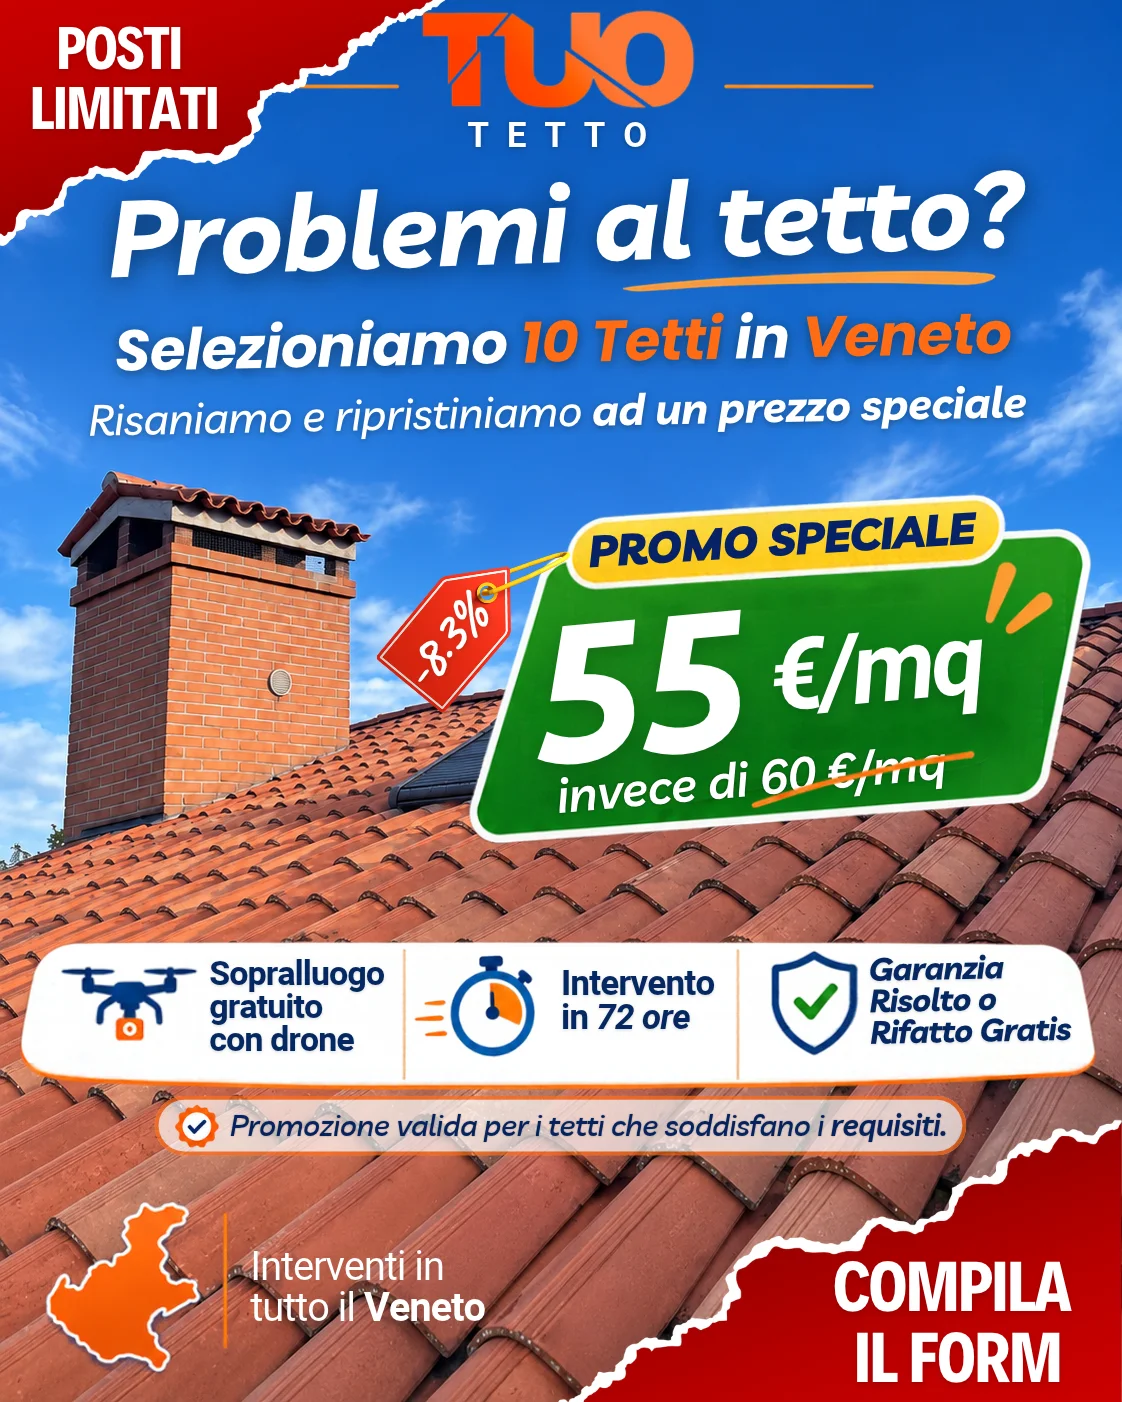 POSTI
LIMITATI
TUO
TETTO
Problemi al tetto?
Selezioniamo 10 Tetti in Veneto
Risaniamo e ripristiniamo ad un prezzo speciale
PROMO SPECIALE
-8.3%
55 €/mq
invece di 60 €/mq
Sopralluogo
gratuito
con drone
Intervento
in 72 ore
Garanzia
Risolto o
Rifatto Gratis
Promozione valida per i tetti che soddisfano i requisiti.
Interventi in
tutto il Veneto
COMPILA
IL FORM